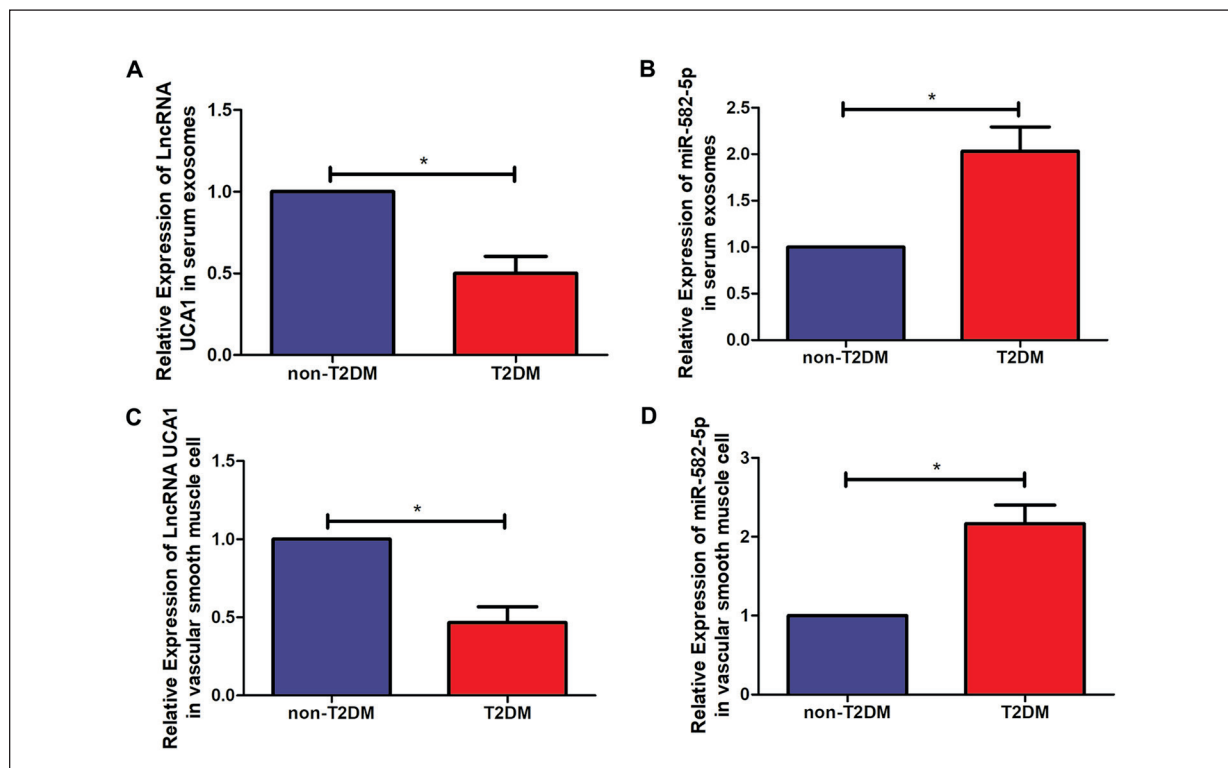 A
Relative Expression of LncRNA
UCA1 in serum exosomes
1.5
1.0
0.5
0.0
*
non-T2DM
T2DM
B
Relative Expression of miR-582-5p
in serum exosomes
2.5
2.0
1.5
1.0
0.5
0.0
*
non-T2DM
T2DM
C
Relative Expression of LncRNA UCA1
in vascular smooth muscle cell
1.5
1.0
0.5
0.0
*
non-T2DM
T2DM
D
Relative Expression of miR-582-5p
in vascular smooth muscle cell
3
2
1
0
*
non-T2DM
T2DM